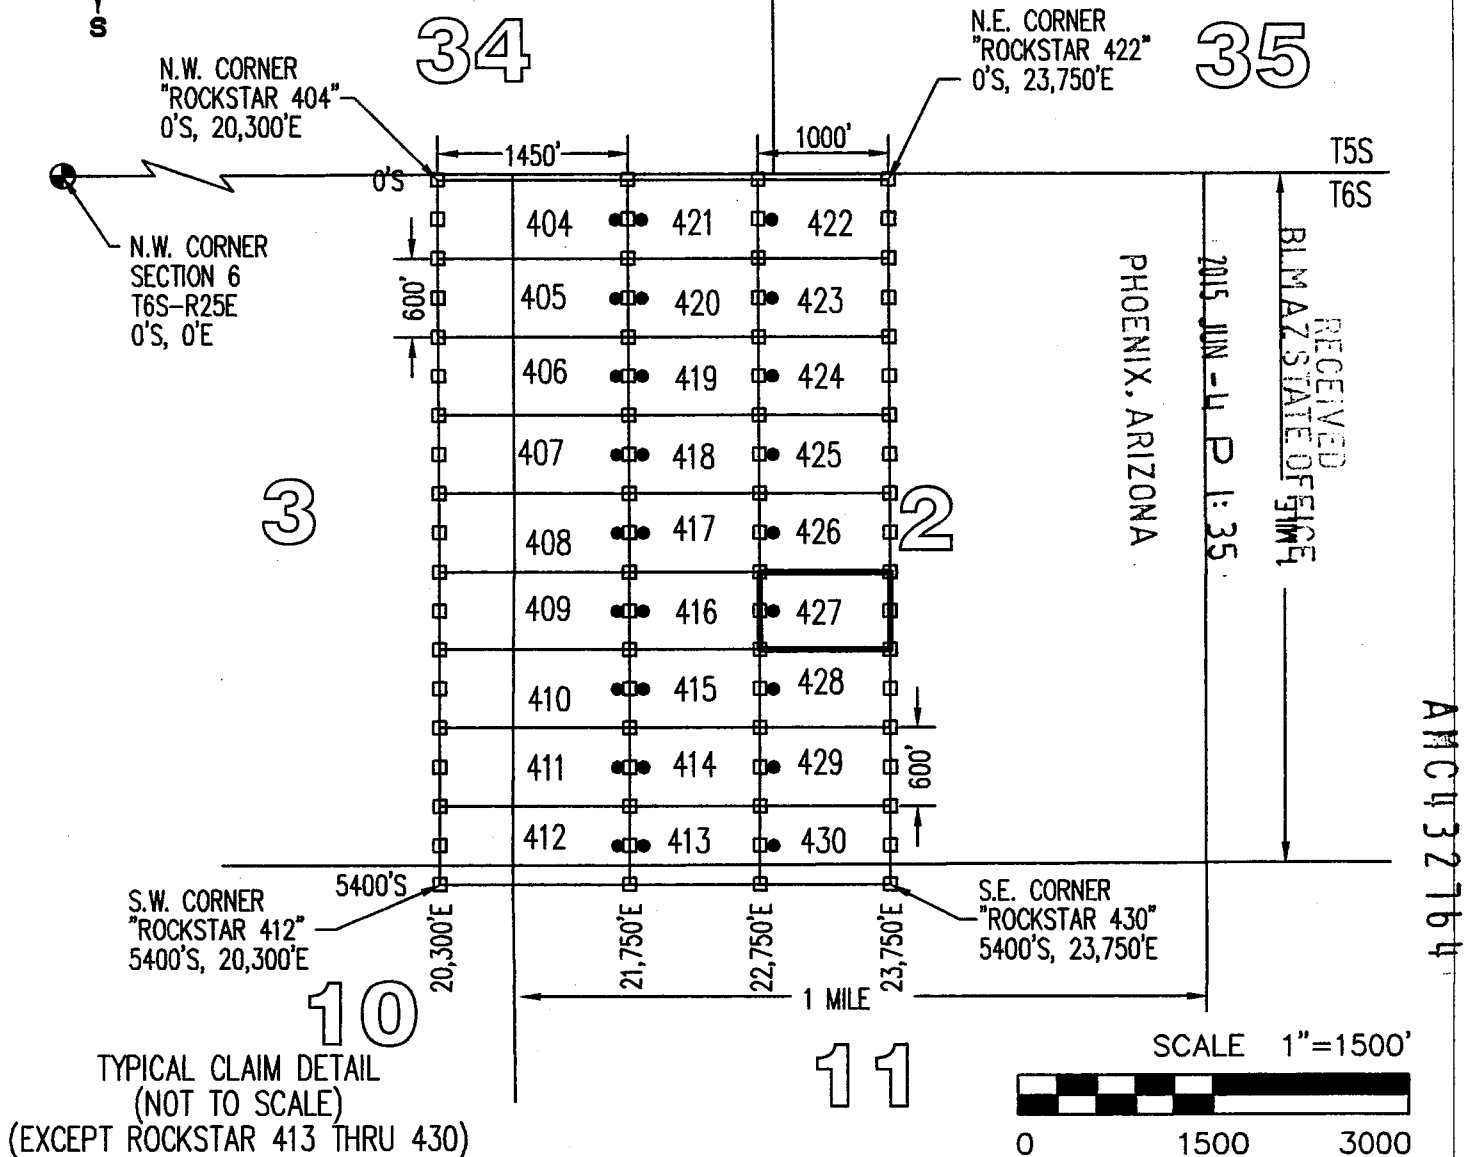 S
34
35
N.W. CORNER
"ROCKSTAR 404"
0'S, 20,300'E
N.E. CORNER
"ROCKSTAR 422"
0'S, 23,750'E
1450'
1000'
T5S
T6S
0'S
N.W. CORNER
SECTION 6
T6S-R25E
0'S, 0'E
600'
404 421 422
405 420 423
406 419 424
407 418 425
408 417 426
409 416 427
410 415 428
411 414 429
412 413 430
3
2
600'
RECEIVED
BLM AZ STATE OFFICE
2015 JUN -4 P 1:35
PHOENIX, ARIZONA
1 MILE
AMC432764
5400'S
S.W. CORNER
"ROCKSTAR 412"
5400'S, 20,300'E
20,300'E
21,750'E
22,750'E
23,750'E
S.E. CORNER
"ROCKSTAR 430"
5400'S, 23,750'E
1 MILE
10
11
TYPICAL CLAIM DETAIL
(NOT TO SCALE)
(EXCEPT ROCKSTAR 413 THRU 430)
SCALE 1"=1500'
0 1500 3000